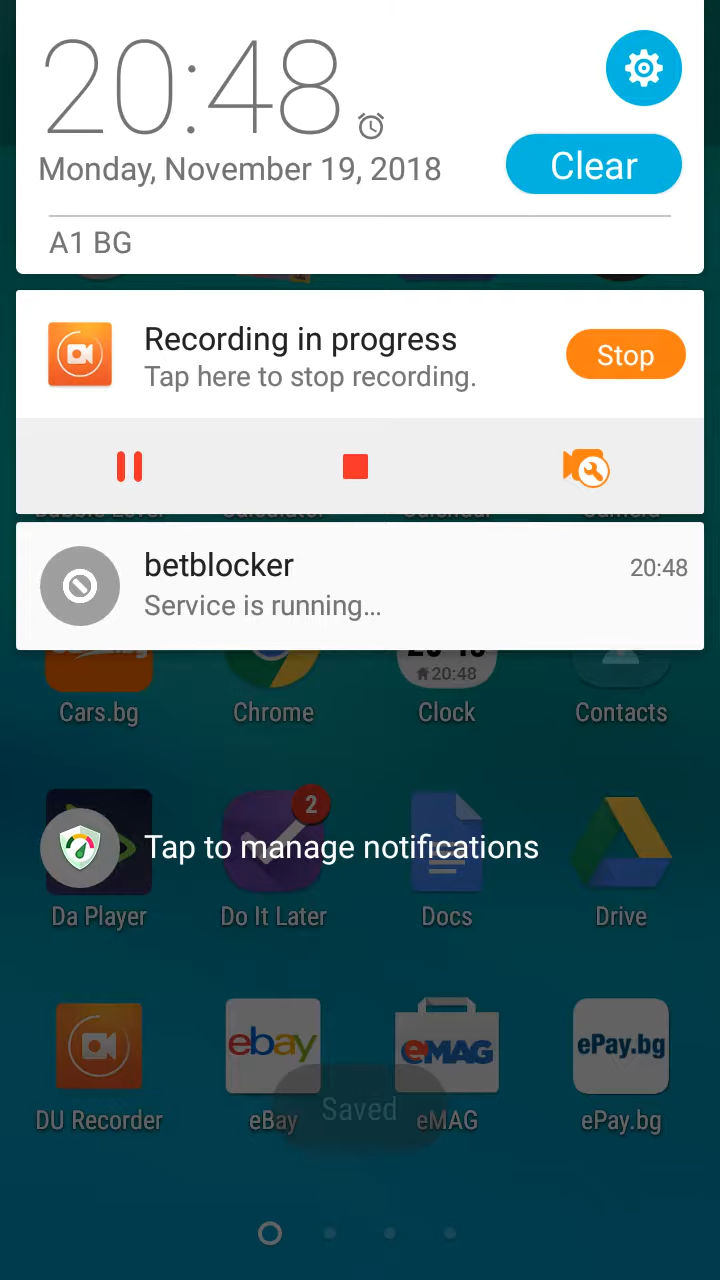 20:48
Monday, November 19, 2018
Clear
A1 BG
Recording in progress
Tap here to stop recording.
Stop
betblocker
20:48
Service is running...
20:48
Cars.bg
Chrome
Clock
Contacts
2
Tap to manage notifications
Da Player
Do It Later
Docs
Drive
ebay
eMAG
ePay.bg
Saved
DU Recorder
eBay
eMAG
ePay.bg